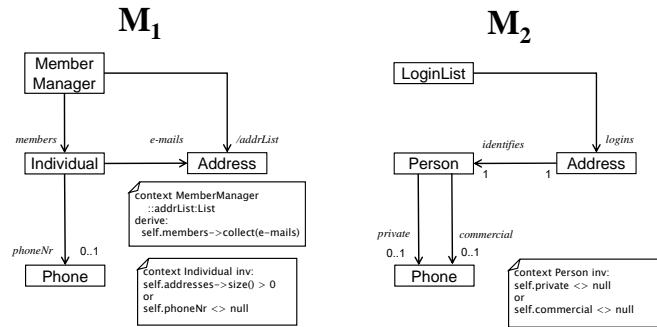 M1
Member
Manager
members
e-mails
/addrList
Individual
Address
context MemberManager
::addrList:List
derive:
self.members->collect(e-mails)
phoneNr
0..1
Phone
context Individual inv:
self.addresses->size() > 0
or
self.phoneNr <> null
M2
LoginList
identifies
logins
Person
1
1
Address
private
commercial
0..1
0..1
Phone
context Person inv:
self.private <> null
or
self.commercial <> null